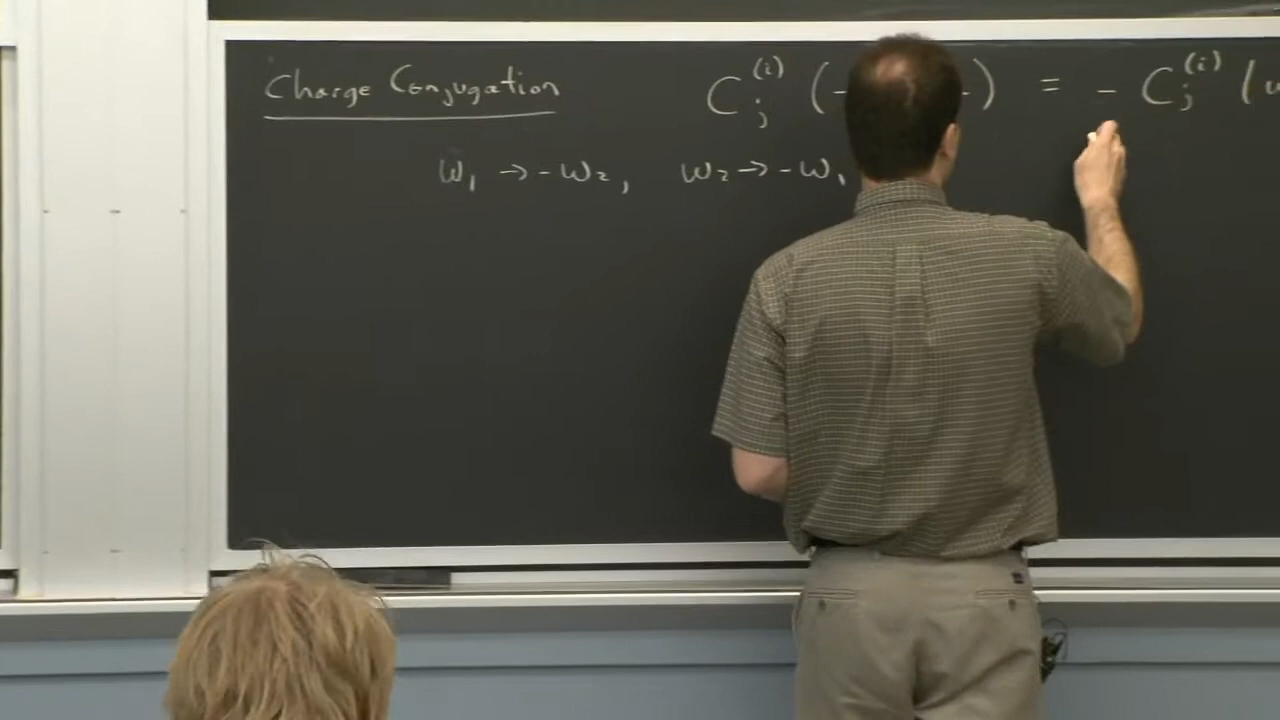 Charge Conjugation
C_j^{(i)} (- -) = - C_j^{(i)} (ω
ω₁ → -ω₂, ω₂ → -ω₁